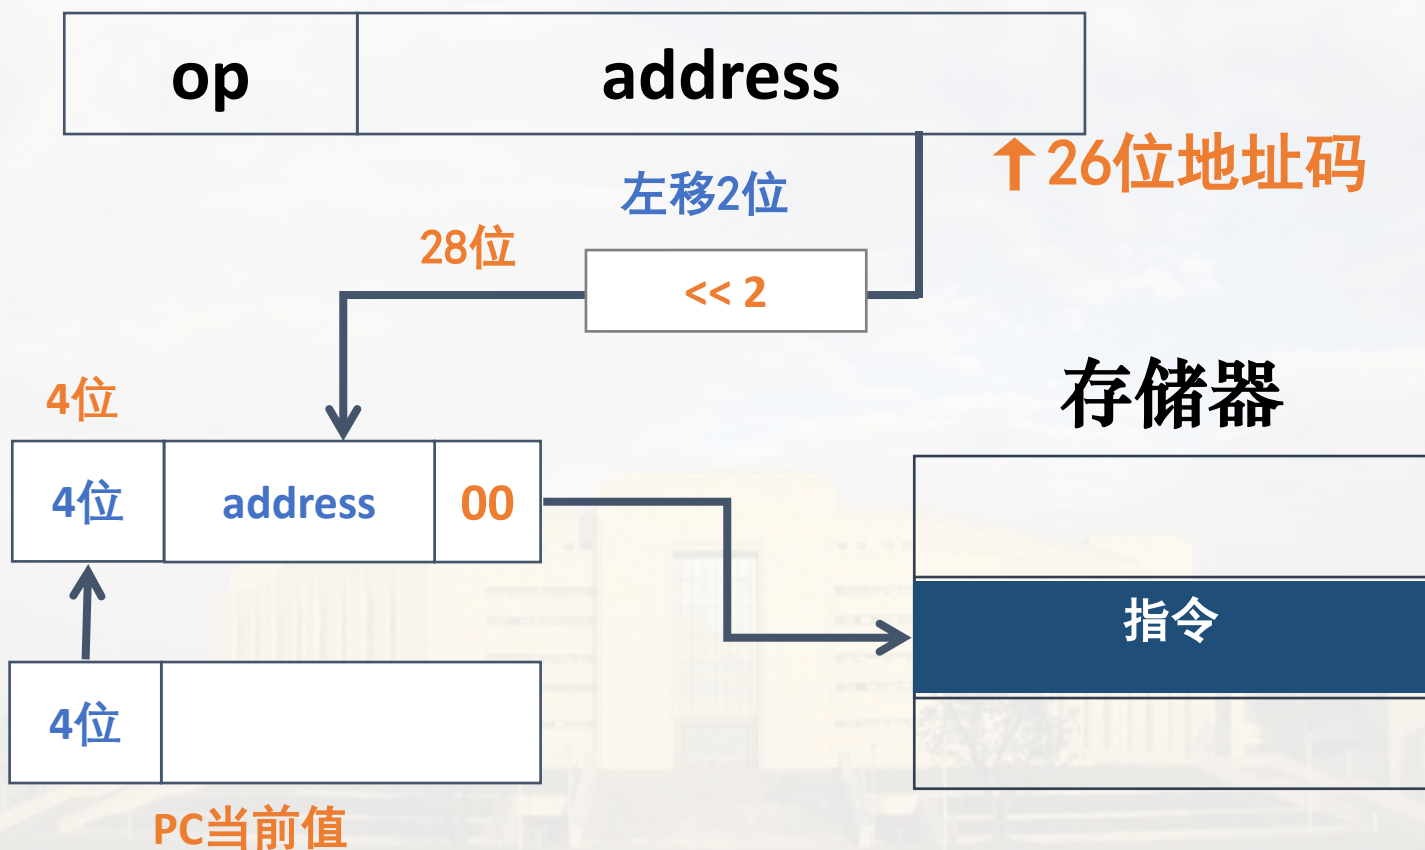 op
address
↑26位地址码
左移2位
28位
<< 2
存储器
4位
4位
address
00
指令
4位
PC当前值